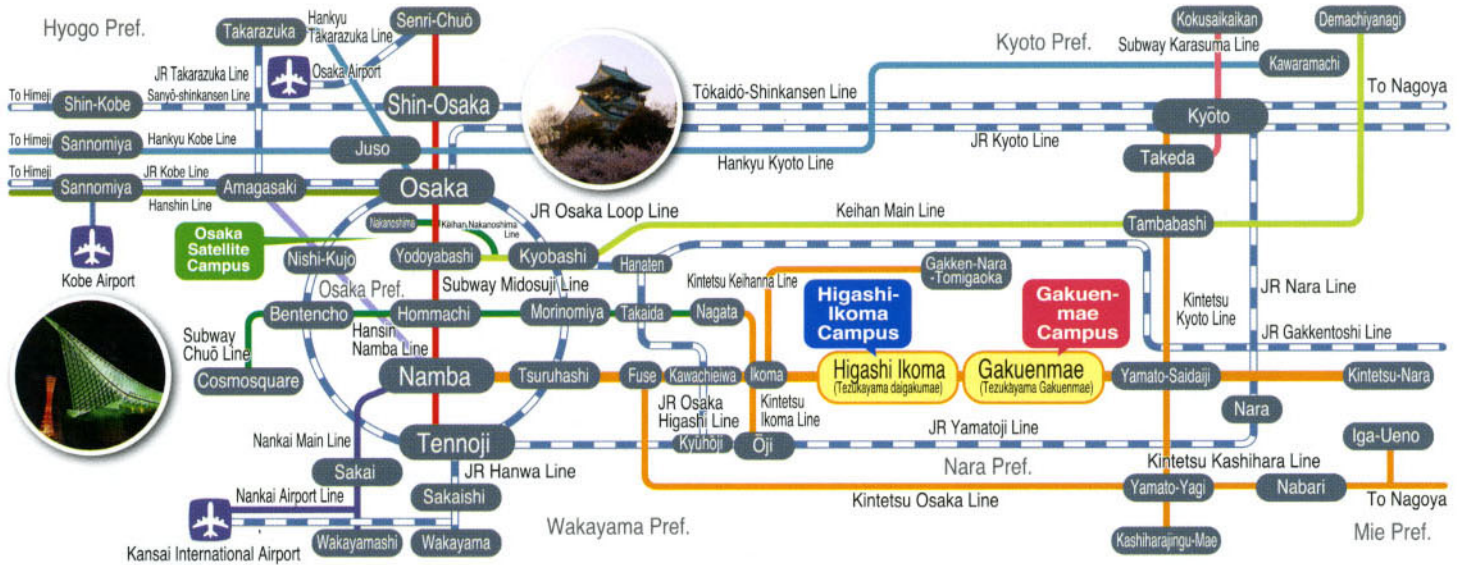 Hyogo Pref.
Takarazuka
Hankyu
Takarazuka Line
Senri-Chuō
Kyoto Pref.
Kokusaikaikan
Subway Karasuma Line
Demachiyanagi
JR Takarazuka Line
Osaka Airport
Kawaramachi
To Himeji
Shin-Kobe
Sanyō-shinkansen Line
Shin-Osaka
Tōkaidō-Shinkansen Line
Kyōto
To Nagoya
To Himeji
Sannomiya
Hankyu Kobe Line
Juso
Hankyu Kyoto Line
JR Kyoto Line
Takeda
To Himeji
Sannomiya
JR Kobe Line
Hanshin Line
Amagasaki
Osaka
JR Osaka Loop Line
Keihan Main Line
Tambabashi
Kobe Airport
Osaka
Satellite
Campus
Nakanoshima
Keihan Nakanoshima
Line
Nishi-Kujo
Yodoyabashi
Kyobashi
Hanaten
Kintetsu Keihanna Line
Gakken-Nara
-Tomigaoka
Osaka Pref.
Subway Midosuji Line
Higashi-
Ikoma
Campus
Gakuen-
mae
Campus
Kintetsu
Kyoto Line
JR Nara Line
JR Gakkentoshi Line
Subway
Chuō Line
Bentencho
Hommachi
Morinomiya
Takaida
Nagata
Hansin
Namba Line
Cosmosquare
Namba
Tsuruhashi
Fuse
Kawachieiwa
Ikoma
Higashi Ikoma
(Tezukayama daigakumae)
Gakuenmae
(Tezukayama Gakuenmae)
Yamato-Saidaiji
Kintetsu-Nara
JR Osaka
Higashi Line
Kintetsu
Ikoma Line
Nara
Nankai Main Line
Tennoji
Kyūhōji
Ōji
JR Yamatoji Line
Iga-Ueno
Sakai
JR Hanwa Line
Nara Pref.
Kintetsu Kashihara Line
Nankai Airport Line
Sakaishi
Kintetsu Osaka Line
Yamato-Yagi
Nabari
To Nagoya
Kansai International Airport
Wakayamashi
Wakayama
Wakayama Pref.
Kashiharajingu-Mae
Mie Pref.